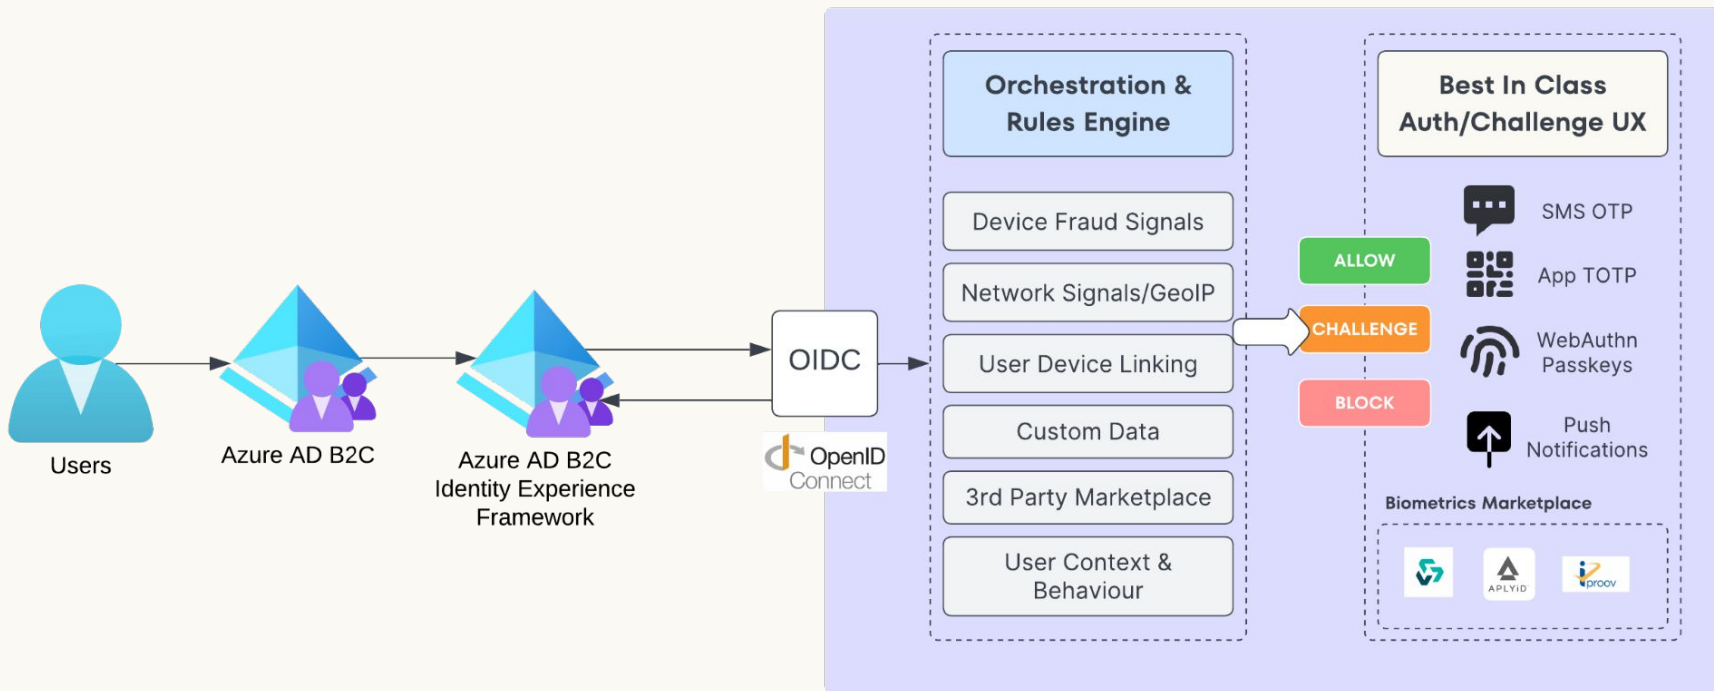 Users
Azure AD B2C
Azure AD B2C
Identity Experience
Framework
OIDC
OpenID
Connect
Orchestration &
Rules Engine
Device Fraud Signals
Network Signals/GeoIP
User Device Linking
Custom Data
3rd Party Marketplace
User Context &
Behaviour
ALLOW
CHALLENGE
BLOCK
Best In Class
Auth/Challenge UX
SMS OTP
App TOTP
WebAuthn
Passkeys
Push
Notifications
Biometrics Marketplace
APLYiD
iproov